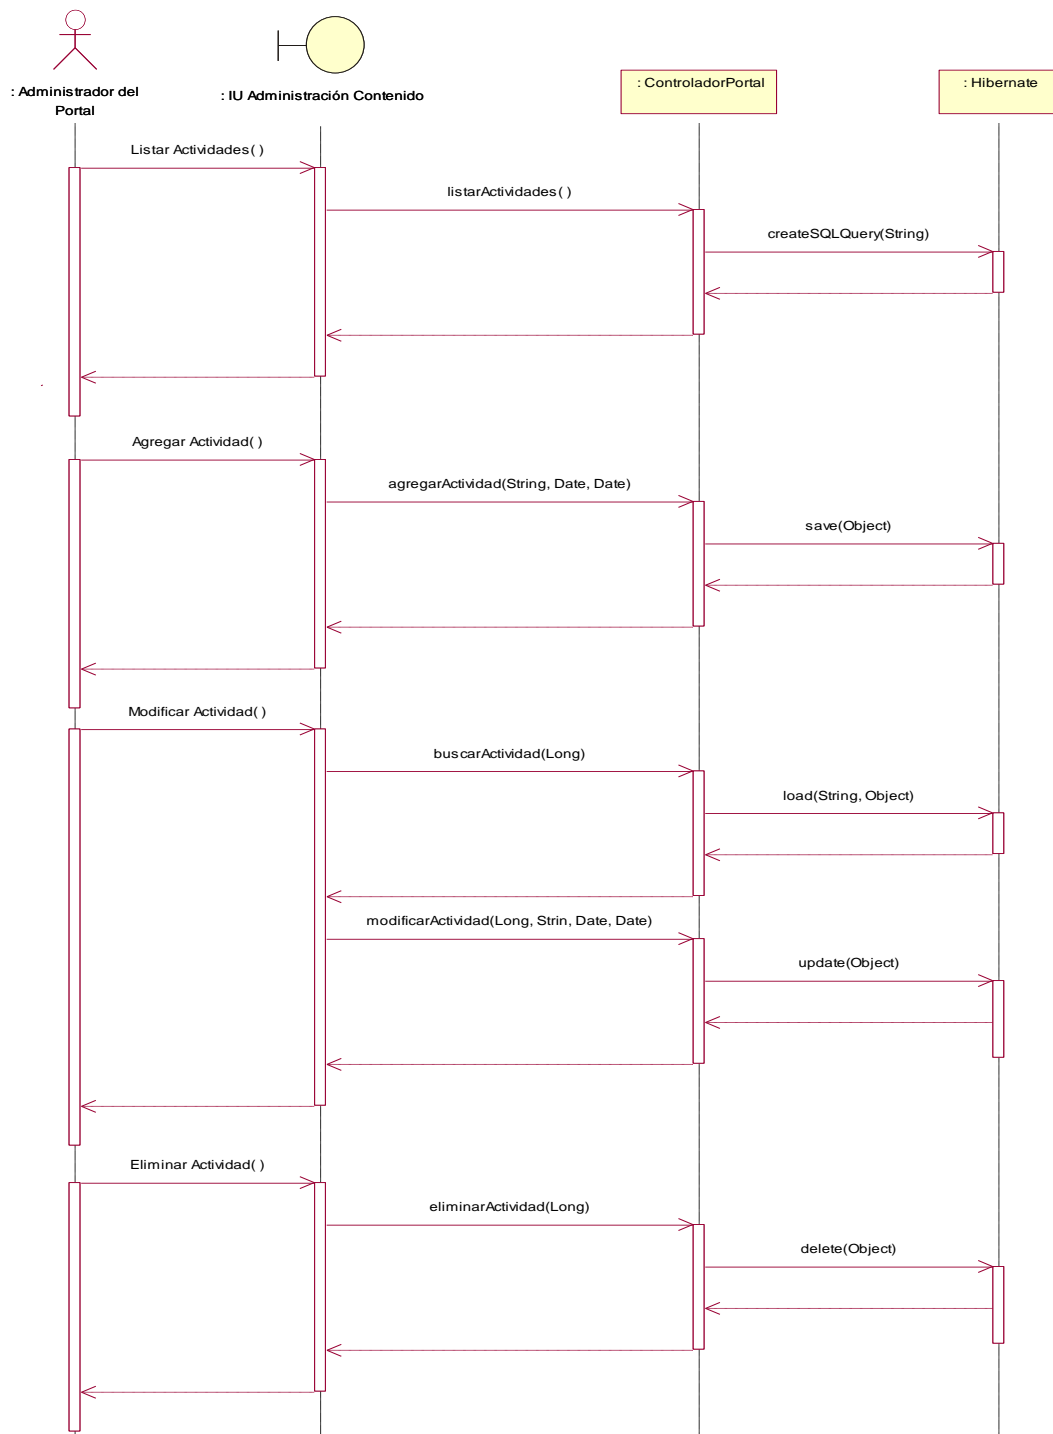 : Administrador del
Portal
: IU Administración Contenido
: ControladorPortal
: Hibernate
Listar Actividades( )
listarActividades( )
createSQLQuery(String)
.
Agregar Actividad( )
agregarActividad(String, Date, Date)
save(Object)
Modificar Actividad( )
buscarActividad(Long)
load(String, Object)
modificarActividad(Long, Strin, Date, Date)
update(Object)
Eliminar Actividad( )
eliminarActividad(Long)
delete(Object)